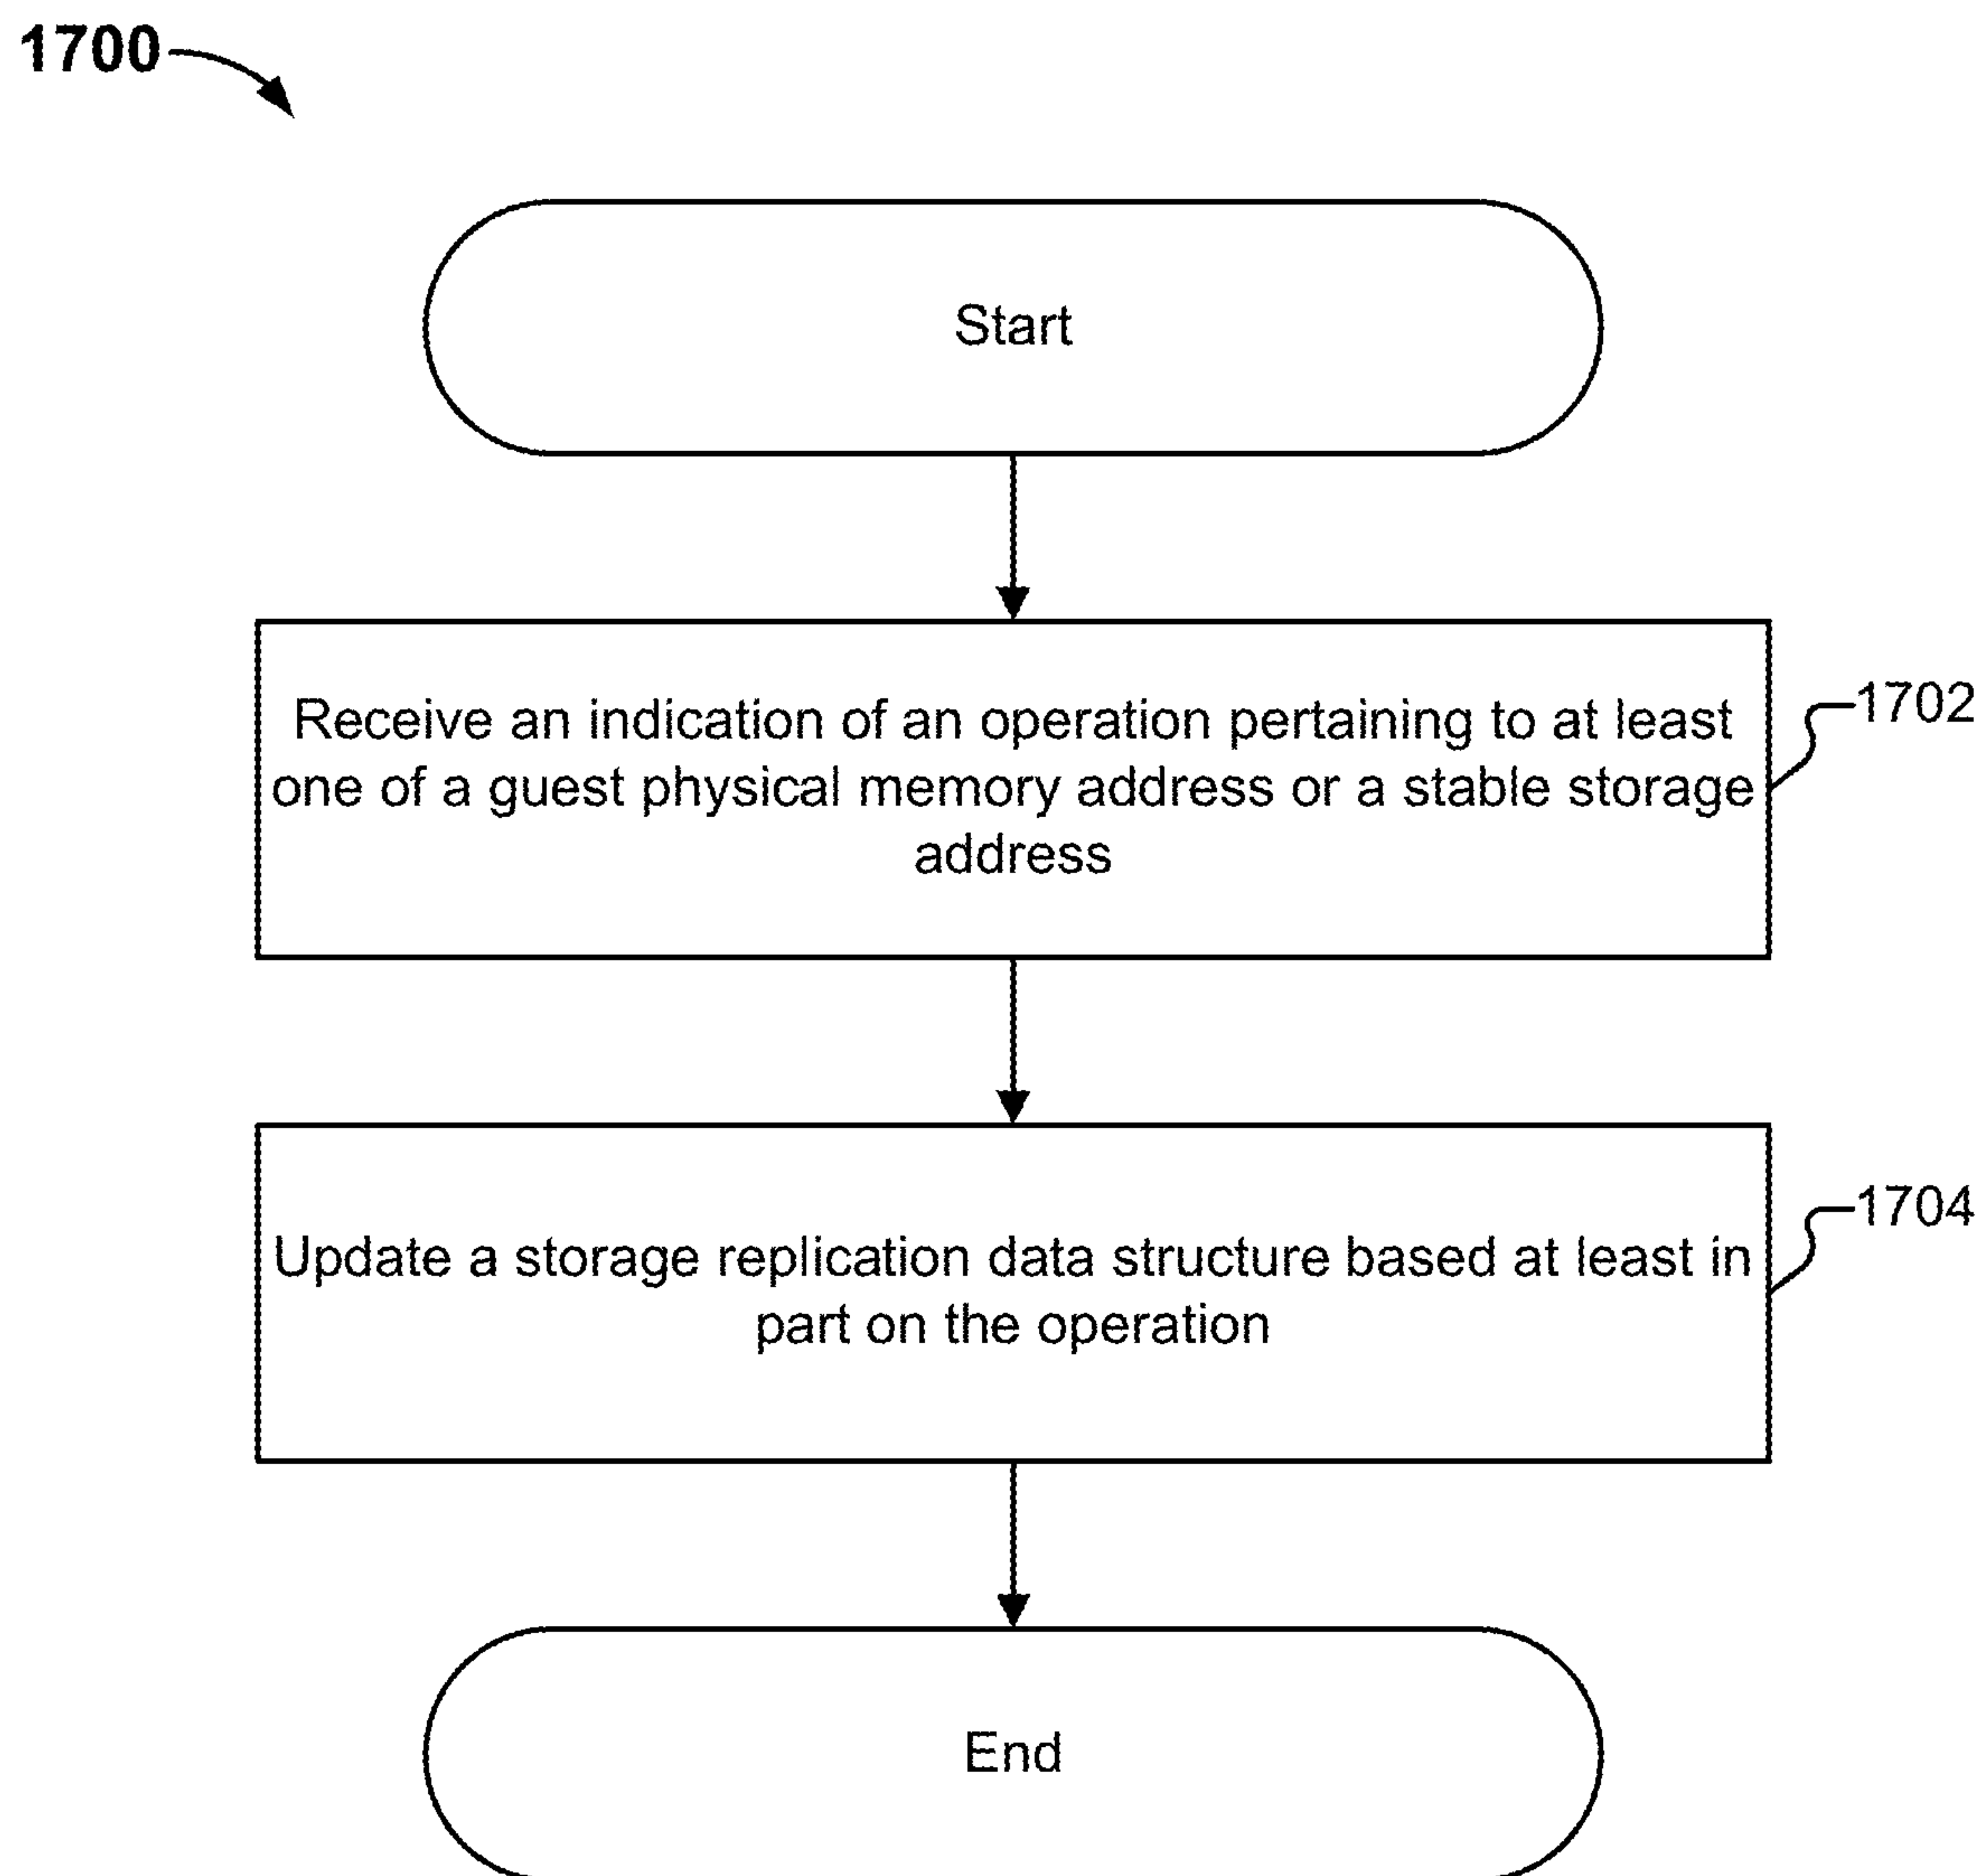 1700
Start
Receive an indication of an operation pertaining to at least
one of a guest physical memory address or a stable storage
address
1702
Update a storage replication data structure based at least in
part on the operation
1704
End